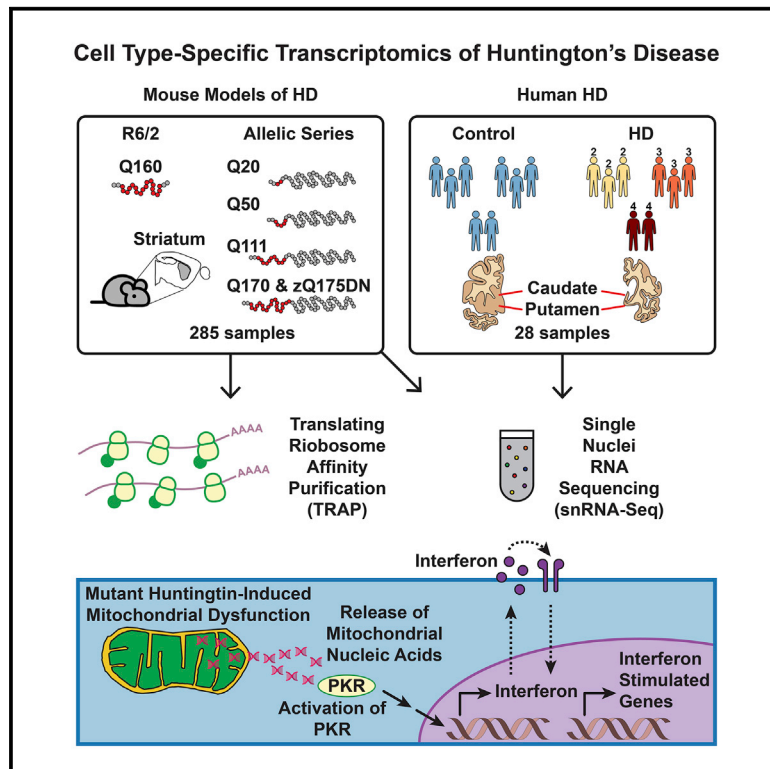 Cell Type-Specific Transcriptomics of Huntington's Disease
Mouse Models of HD
R6/2
Q160
Striatum
Allelic Series
Q20
Q50
Q111
Q170 & zQ175DN
285 samples
Human HD
Control
HD
2 2 2
3 3 3
4 4
Caudate
Putamen
28 samples
AAAA
AAAA
Translating
Riobosome
Affinity
Purification
(TRAP)
Single
Nuclei
RNA
Sequencing
(snRNA-Seq)
Interferon
Mutant Huntingtin-Induced
Mitochondrial Dysfunction
Release of
Mitochondrial
Nucleic Acids
PKR
Activation of
PKR
Interferon
Interferon
Stimulated
Genes